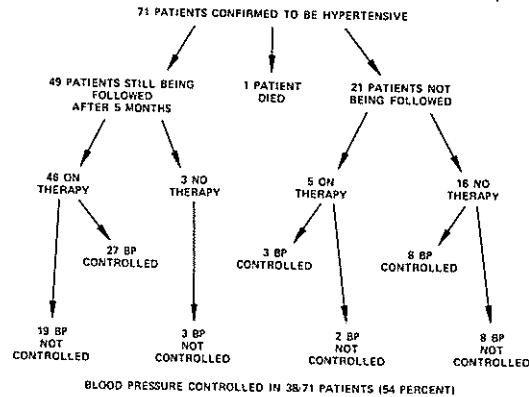 71 PATIENTS CONFIRMED TO BE HYPERTENSIVE
49 PATIENTS STILL BEING
FOLLOWED
AFTER 5 MONTHS
1 PATIENT
DIED
21 PATIENTS NOT
BEING FOLLOWED
46 ON
THERAPY
3 NO
THERAPY
5 ON
THERAPY
16 NO
THERAPY
27 BP
CONTROLLED
3 BP
CONTROLLED
8 BP
CONTROLLED
19 BP
NOT
CONTROLLED
3 BP
NOT
CONTROLLED
2 BP
NOT
CONTROLLED
8 BP
NOT
CONTROLLED
BLOOD PRESSURE CONTROLLED IN 38/71 PATIENTS (54 PERCENT)